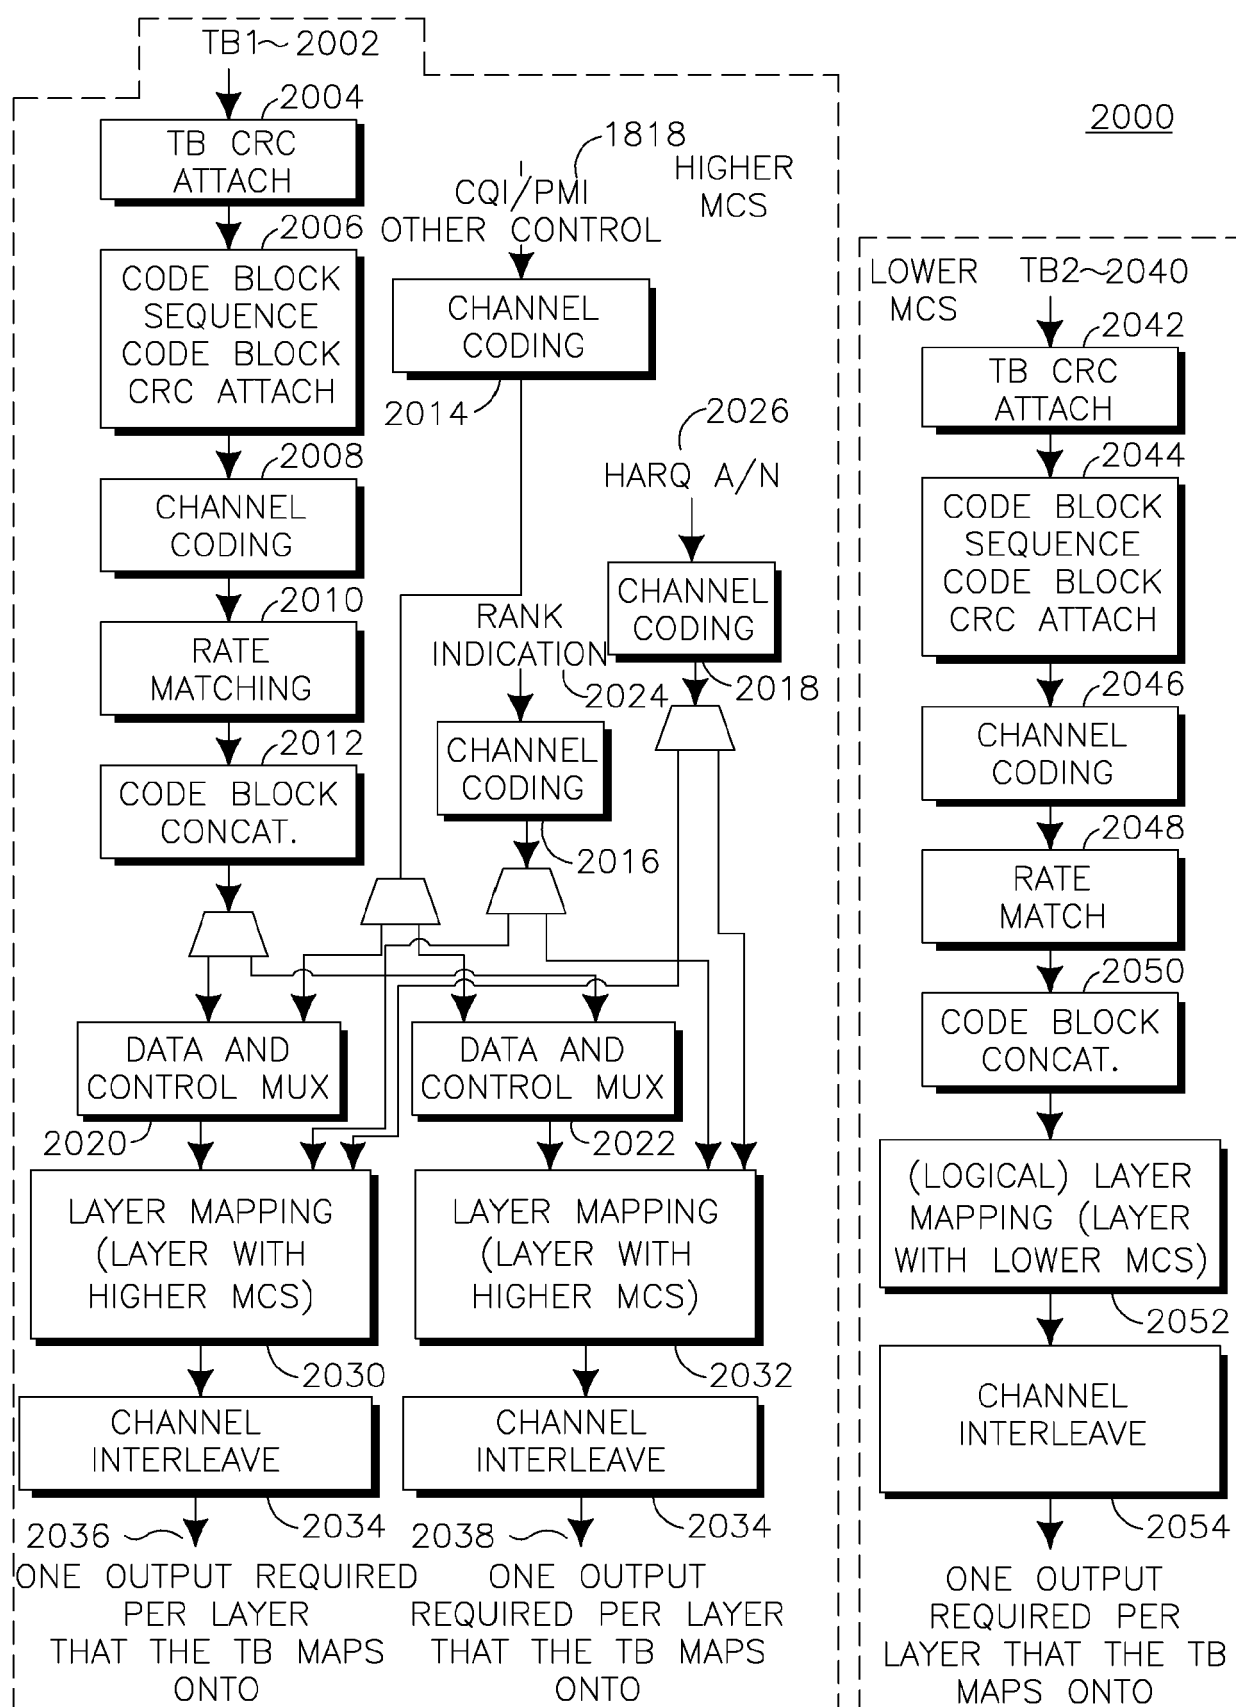 TB1~2002
2004
TB CRC
ATTACH
2006
CODE BLOCK
SEQUENCE
CODE BLOCK
CRC ATTACH
2008
CHANNEL
CODING
2010
RATE
MATCHING
2012
CODE BLOCK
CONCAT.
1818
CQI/PMI
OTHER CONTROL
HIGHER
MCS
CHANNEL
CODING
2014
2026
HARQ A/N
CHANNEL
CODING
2018
RANK
INDICATION
2024
CHANNEL
CODING
2016
DATA AND
CONTROL MUX
2020
DATA AND
CONTROL MUX
2022
LAYER MAPPING
(LAYER WITH
HIGHER MCS)
2030
LAYER MAPPING
(LAYER WITH
HIGHER MCS)
2032
CHANNEL
INTERLEAVE
2034
CHANNEL
INTERLEAVE
2034
2036
ONE OUTPUT REQUIRED
PER LAYER
THAT THE TB MAPS
ONTO
2038
ONE OUTPUT
REQUIRED PER LAYER
THAT THE TB MAPS
ONTO
2000
LOWER
MCS
TB2~2040
2042
TB CRC
ATTACH
2044
CODE BLOCK
SEQUENCE
CODE BLOCK
CRC ATTACH
2046
CHANNEL
CODING
2048
RATE
MATCH
2050
CODE BLOCK
CONCAT.
(LOGICAL) LAYER
MAPPING (LAYER
WITH LOWER MCS)
2052
CHANNEL
INTERLEAVE
2054
ONE OUTPUT
REQUIRED PER
LAYER THAT THE TB
MAPS ONTO